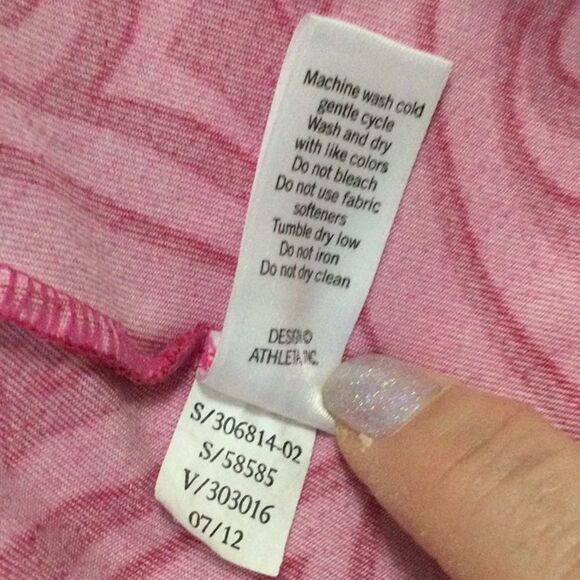 Machine wash cold
gentle cycle
Wash and dry
with like colors
Do not bleach
Do not use fabric
softeners
Tumble dry low
Do not iron
Do not dry clean
DESIGN©
ATHLETA, INC.
S/306814-02
S/58585
V/303016
07/12